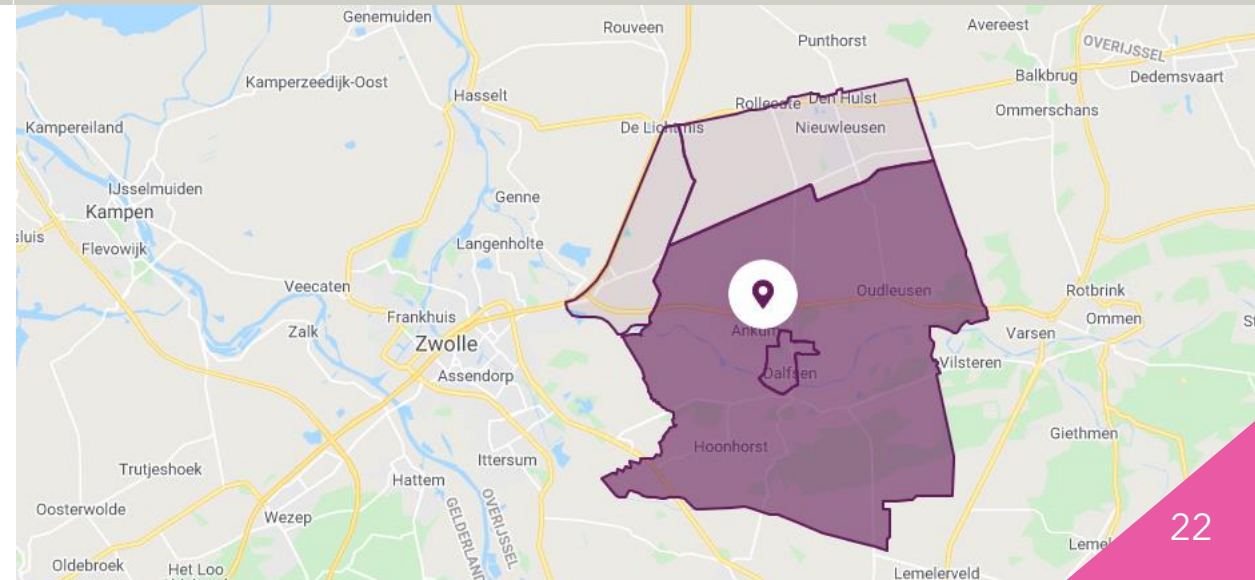 Genemuiden
Rouveen
Avereest
Punthorst
OVERIJSSEL
Balkbrug
Dedemsvaart
Kamperzeedijk-Oost
Hasselt
Rollecate
Den Hulst
Ommerschans
Kampereiland
De Lichtmis
Nieuwleusen
IJsselmuiden
Genne
Kampen
sluis
Flevowijk
Langenholte
Veecaten
Oudleusen
Rotbrink
Frankhuis
Ommen
Zalk
Ankum
Varsen
Zwolle
Vilsteren
Assendorp
Dalfsen
Giethmen
Hoonhorst
Ittersum
Trutjeshoek
Hattem
Oosterwolde
Wezep
GELDERLAND
OVERIJSSEL
22
Lemel
Oldebroek
Het Loo
Lemelerveld